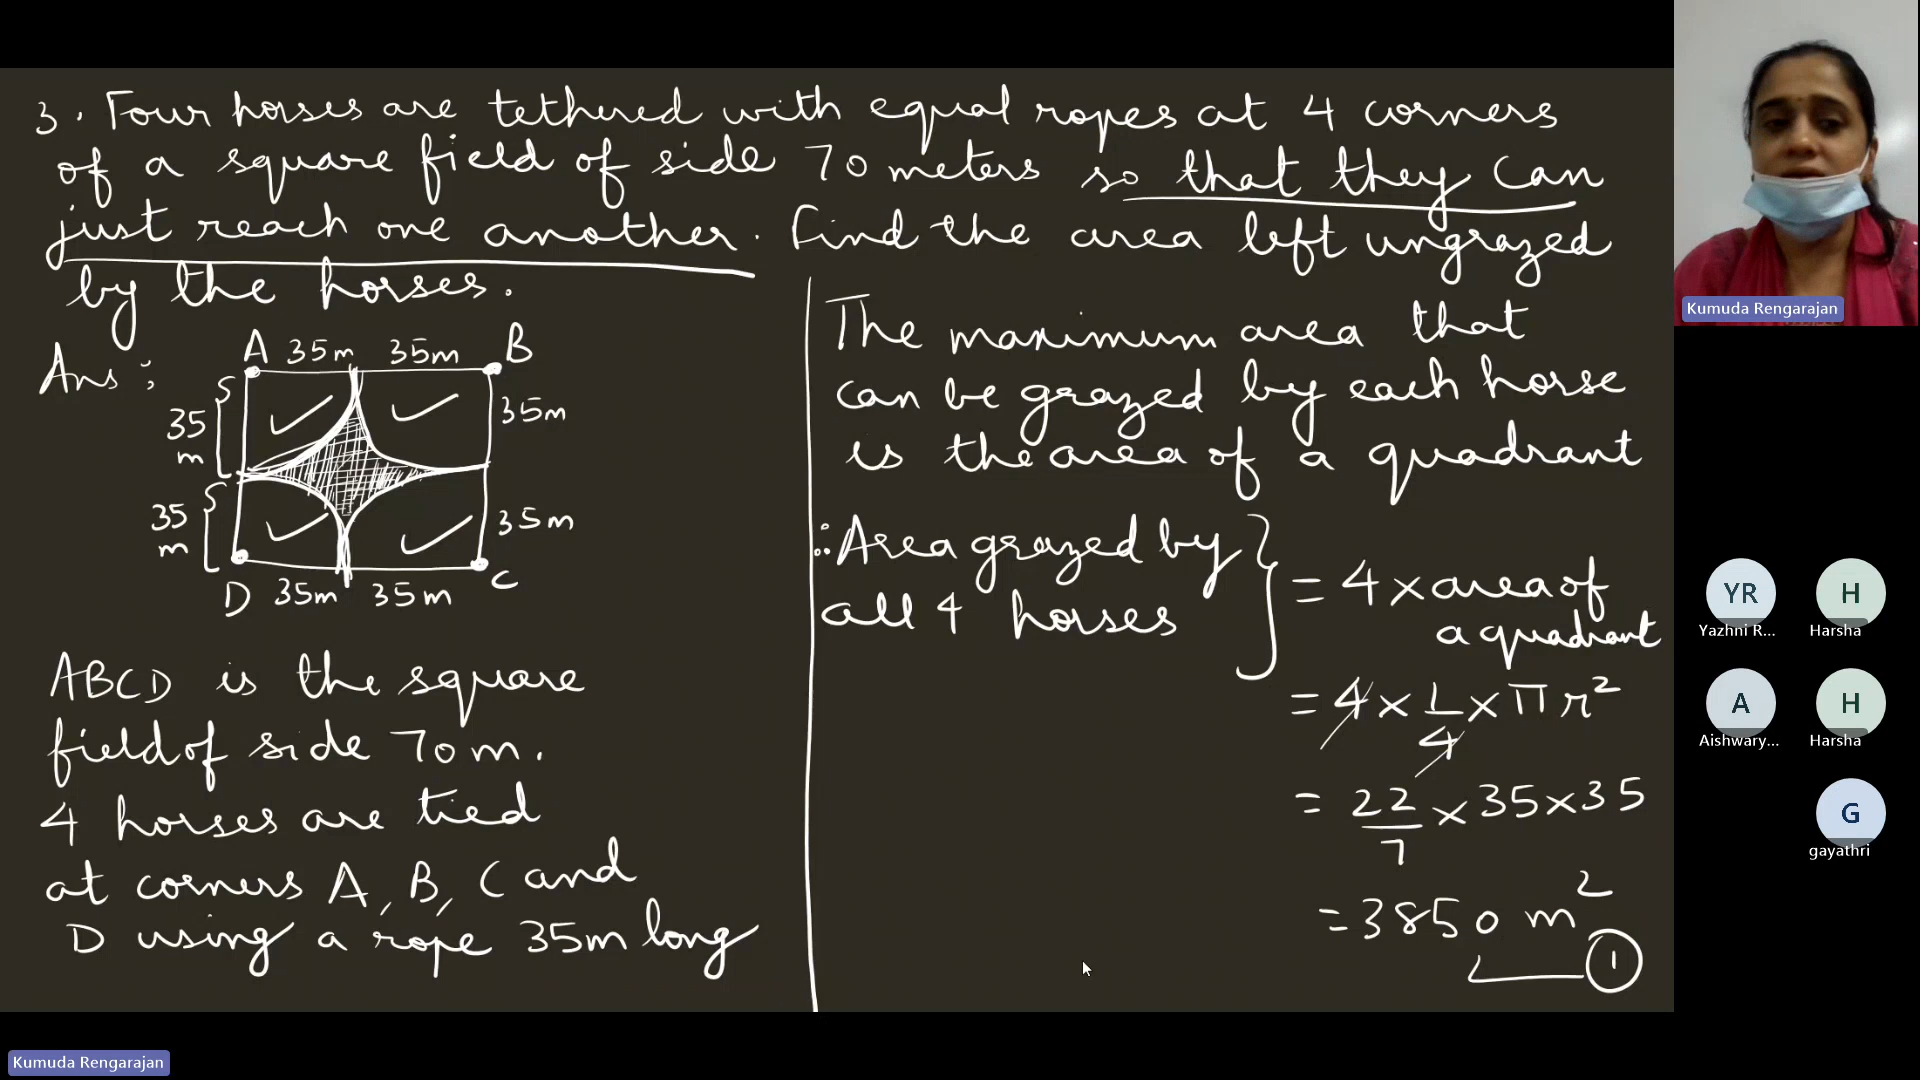 3. Four horses are tethered with equal ropes at 4 corners
of a square field of side 70 meters so that they can
just reach one another. Find the area left ungrazed
by the horses.
Ans:
A 35m 35m B
35
m
35m
35
m
35m
D 35m 35m C
ABCD is the square
field of side 70m.
4 horses are tied
at corners A, B, C and
D using a rope 35m long
The maximum area that
can be grazed by each horse
is the area of a quadrant
∴ Area grazed by
all 4 horses
= 4 × area of
a quadrant
= 4 × 1/4 × πr²
= 22/7 × 35 × 35
= 3850 m²
1
Kumuda Rengarajan
YR
Yazhni R...
H
Harsha
A
Aishwary...
H
Harsha
G
gayathri
Kumuda Rengarajan